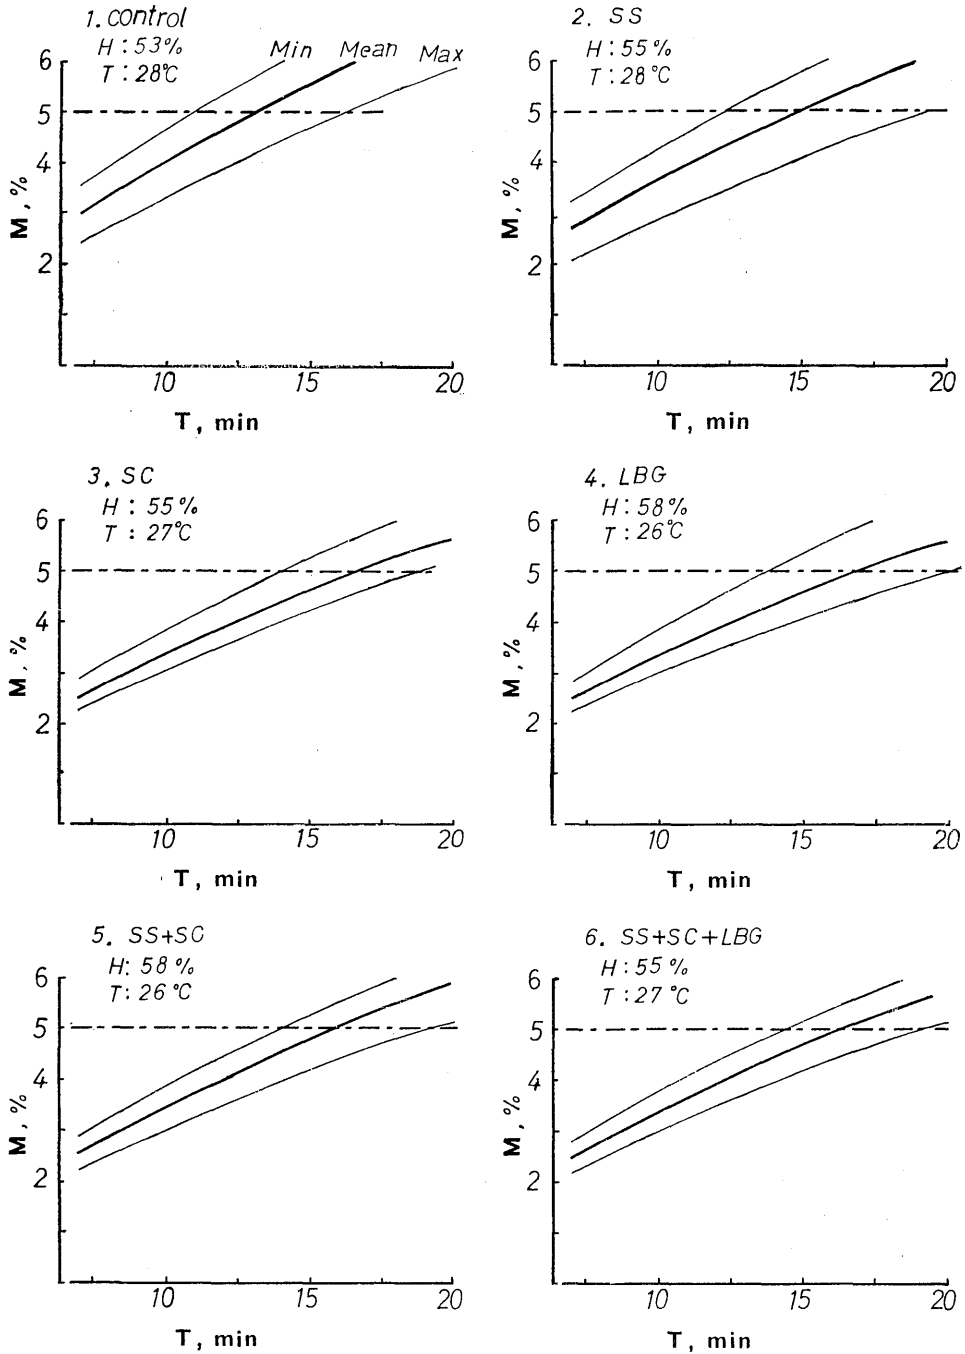 1. control
H : 53%
T : 28°C
Min Mean Max
6
5
4
2
M, %
10 15 20
T, min
2. SS
H : 55%
T : 28°C
6
5
4
2
M, %
10 15 20
T, min
3. SC
H : 55%
T : 27°C
6
5
4
2
M, %
10 15 20
T, min
4. LBG
H : 58%
T : 26°C
6
5
4
2
M, %
10 15 20
T, min
5. SS+SC
H: 58%
T: 26°C
6
5
4
2
M, %
10 15 20
T, min
6. SS+SC+LBG
H : 55%
T : 27°C
6
5
4
2
M, %
10 15 20
T, min